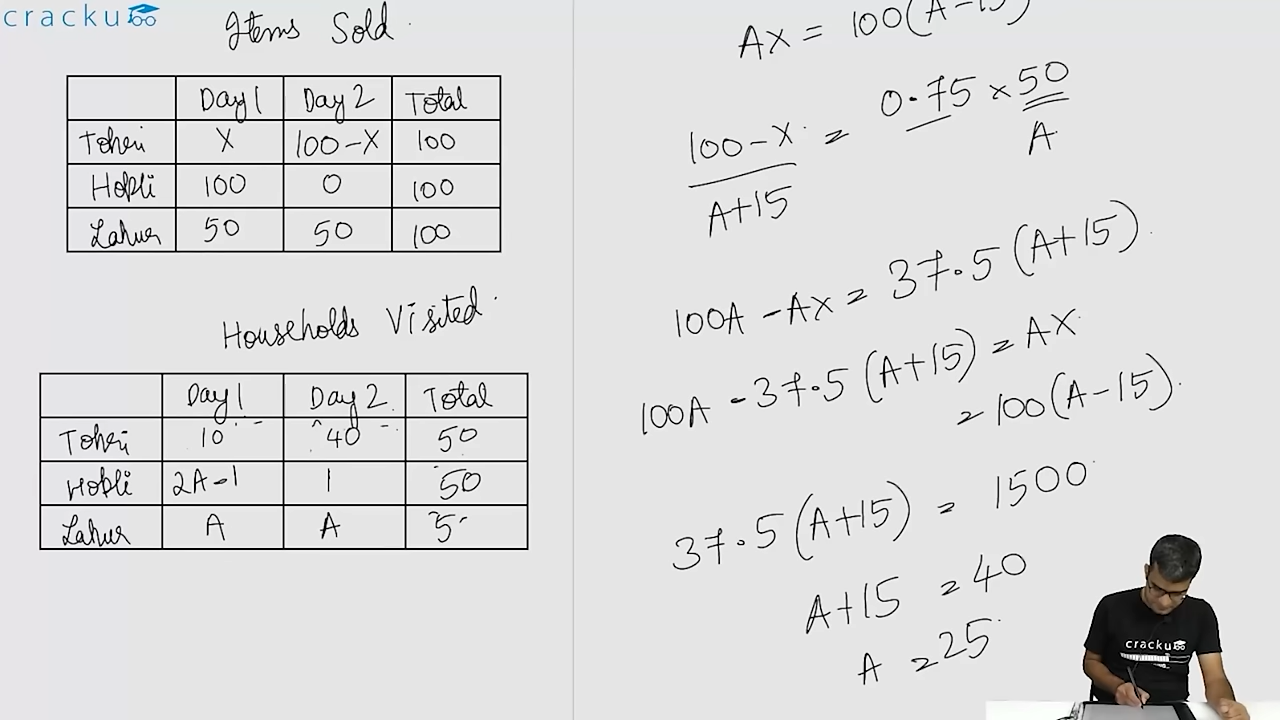 cracku
Items Sold
Day 1 Day 2 Total
Toheri X 100-X 100
Hokli 100 0 100
Lahur 50 50 100
Households Visited
Day 1 Day 2 Total
Toheri 10 40 50
Hokli 2A-1 1 50
Lahur A A 5
AX = 100(A-15)
100-X / A+15 = 0.75 × 50 / A
100A - AX = 37.5(A+15)
100A - 37.5(A+15) = AX
= 100(A-15)
37.5(A+15) = 1500
A+15 = 40
A = 25
cracku